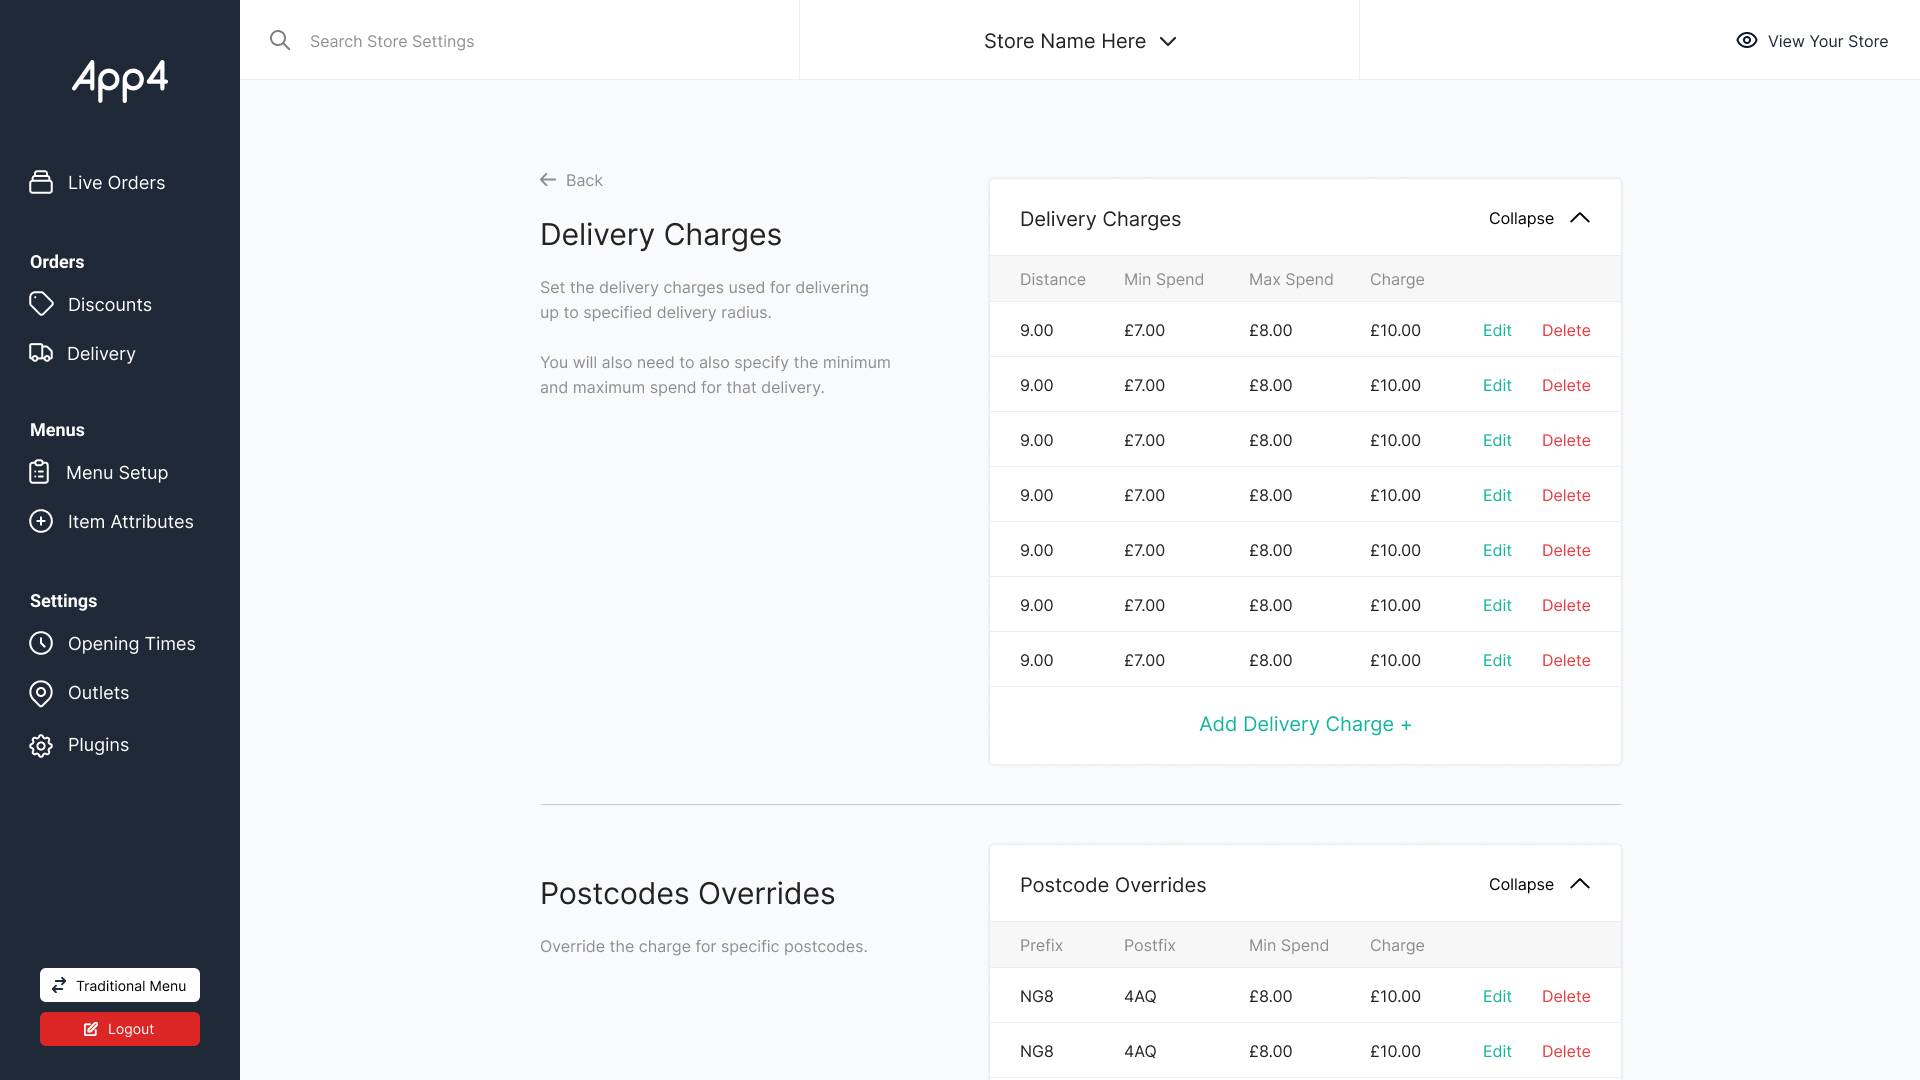 App4
Live Orders
Orders
Discounts
Delivery
Menus
Menu Setup
Item Attributes
Settings
Opening Times
Outlets
Plugins
Traditional Menu
Logout
Search Store Settings
Store Name Here
View Your Store
Back
Delivery Charges
Set the delivery charges used for delivering
up to specified delivery radius.
You will also need to also specify the minimum
and maximum spend for that delivery.
Delivery Charges Collapse
Distance Min Spend Max Spend Charge
9.00 £7.00 £8.00 £10.00 Edit Delete
9.00 £7.00 £8.00 £10.00 Edit Delete
9.00 £7.00 £8.00 £10.00 Edit Delete
9.00 £7.00 £8.00 £10.00 Edit Delete
9.00 £7.00 £8.00 £10.00 Edit Delete
9.00 £7.00 £8.00 £10.00 Edit Delete
9.00 £7.00 £8.00 £10.00 Edit Delete
Add Delivery Charge +
Postcodes Overrides
Override the charge for specific postcodes.
Postcode Overrides Collapse
Prefix Postfix Min Spend Charge
NG8 4AQ £8.00 £10.00 Edit Delete
NG8 4AQ £8.00 £10.00 Edit Delete